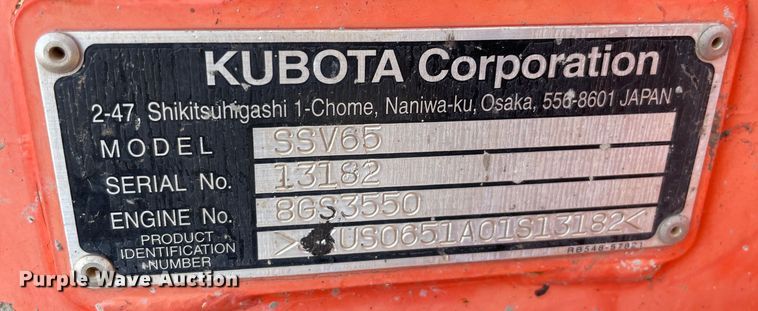 KUBOTA Corporation
2-47, Shikitsuhigashi 1-Chome, Naniwa-ku, Osaka, 556-8601 JAPAN
MODEL SSV65
SERIAL No. 13182
ENGINE No. 8GS3550
PRODUCT IDENTIFICATION NUMBER
Purple Wave Auction